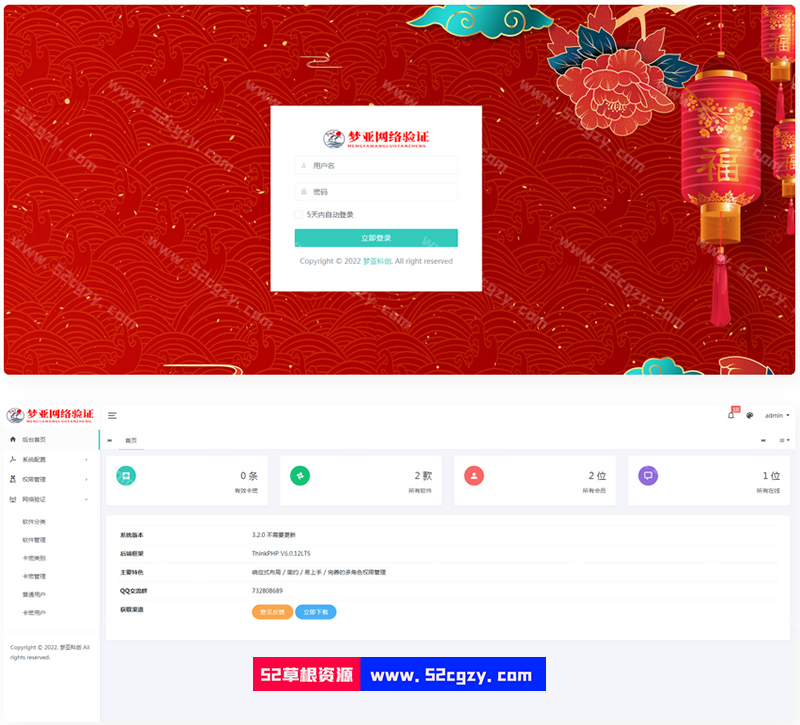 梦亚网络验证
MENGYAWANGLUOYANZHENG
用户名
密码
5天内自动登录
立即登录
Copyright © 2022 梦亚科创. All right reserved
福
福
福
www.52cgzy.com
梦亚网络验证
MENGYAWANGLUOYANZHENG
admin
后台首页
首页
系统配置
权限管理
网络验证
软件分类
软件管理
卡密类别
卡密管理
普通用户
卡密用户
Copyright © 2022. 梦亚科创 All
rights reserved.
0 条
有效卡密
2 款
所有软件
2 位
所有会员
1 位
所有在线
系统版本 3.2.0 不需要更新
后端框架 ThinkPHP V6.0.12LTS
主要特色 响应式布局 / 简约 / 易上手 / 完善的多角色权限管理
QQ交流群 732808689
获取渠道 意见反馈 立即下载
52草根资源 www.52cgzy.com